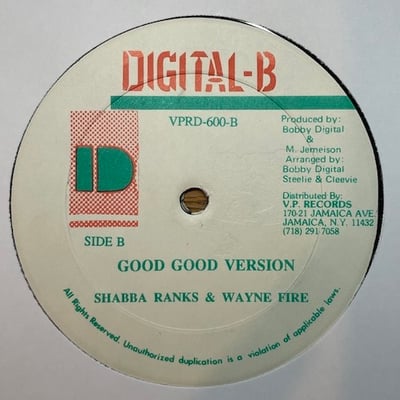 DIGITAL-B
VPRD-600-B
Produced by:
Bobby Digital
&
M. Jemeison
Arranged by:
Bobby Digital
Steelie & Cleevie
Distributed By:
V.P. RECORDS
170-21 JAMAICA AVE.
JAMAICA, N.Y. 11432
(718) 291 7058
D
SIDE B
GOOD GOOD VERSION
SHABBA RANKS & WAYNE FIRE
All Rights Reserved. Unauthorized duplication is a violation of applicable laws.